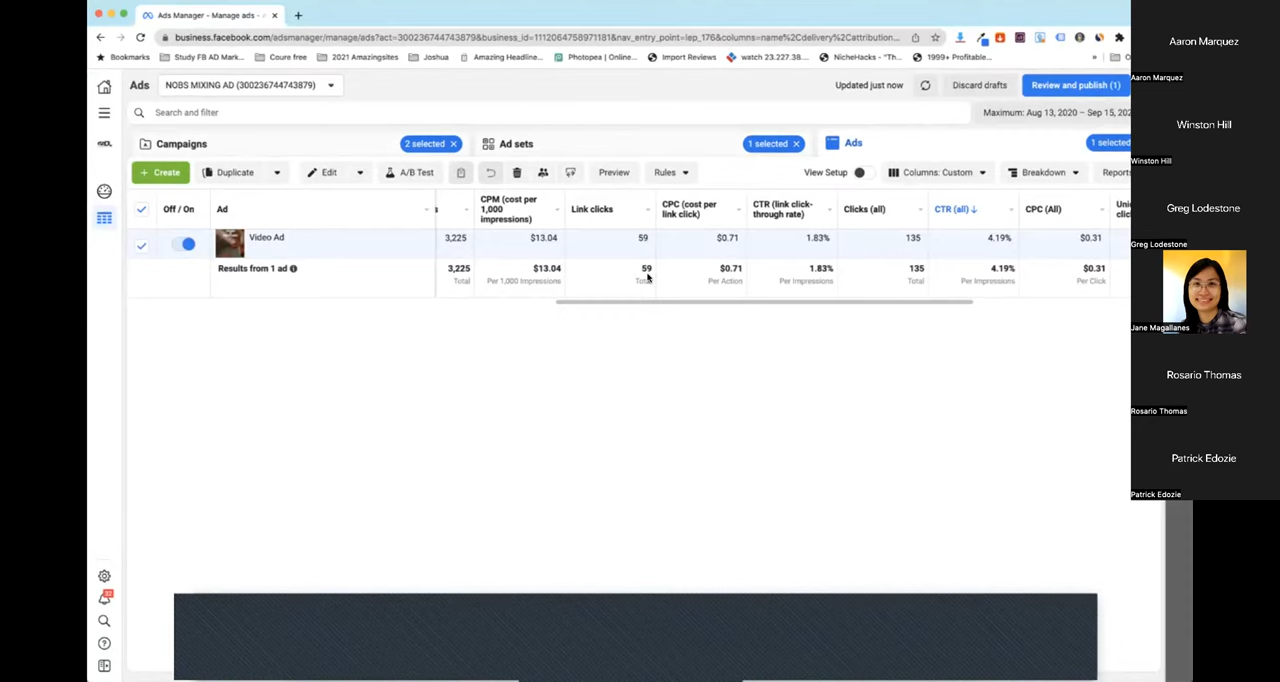 Ads Manager - Manage ads -
business.facebook.com/adsmanager/manage/ads?act=300236744743879&business_id=1112064758971181&nav_entry_point=lep_176&columns=name%2Cdelivery%2Cattribution...
Bookmarks Study FB AD Mark... Coure free 2021 Amazingsites Joshua Amazing Headline... Photopea | Online... Import Reviews watch 23.227.38.... NicheHacks - "Th... 1999+ Profitable...
Ads NOBS MIXING AD (300236744743879) Updated just now Discard drafts Review and publish (1)
Search and filter Maximum: Aug 13, 2020 – Sep 15, 202
Campaigns 2 selected Ad sets 1 selected Ads 1 selected
+ Create Duplicate Edit A/B Test Preview Rules View Setup Columns: Custom Breakdown Reports
Off / On Ad s CPM (cost per 1,000 impressions) Link clicks CPC (cost per link click) CTR (link click-through rate) Clicks (all) CTR (all) ↓ CPC (All) Uni clic
Video Ad 3,225 $13.04 59 $0.71 1.83% 135 4.19% $0.31
Results from 1 ad 3,225 $13.04 59 $0.71 1.83% 135 4.19% $0.31
Total Per 1,000 Impressions Total Per Action Per Impressions Total Per Impressions Per Click
Aaron Marquez
Aaron Marquez
Winston Hill
Winston Hill
Greg Lodestone
Greg Lodestone
Jane Magallanes
Rosario Thomas
Rosario Thomas
Patrick Edozie
Patrick Edozie